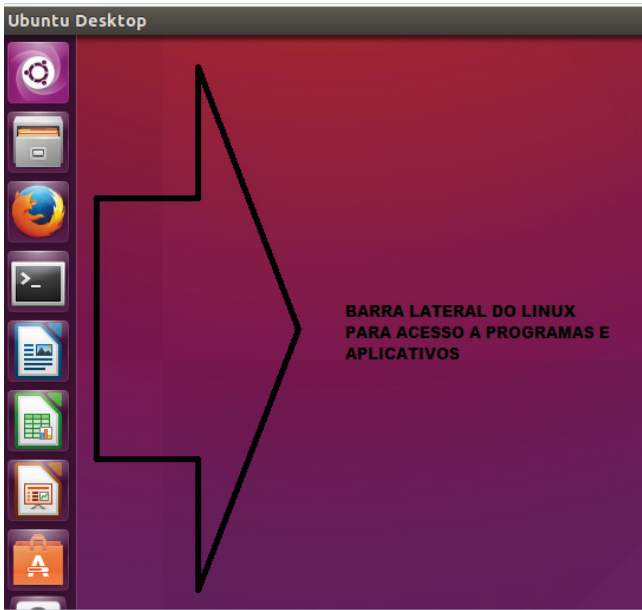 Ubuntu Desktop
BARRA LATERAL DO LINUX
PARA ACESSO A PROGRAMAS E
APLICATIVOS